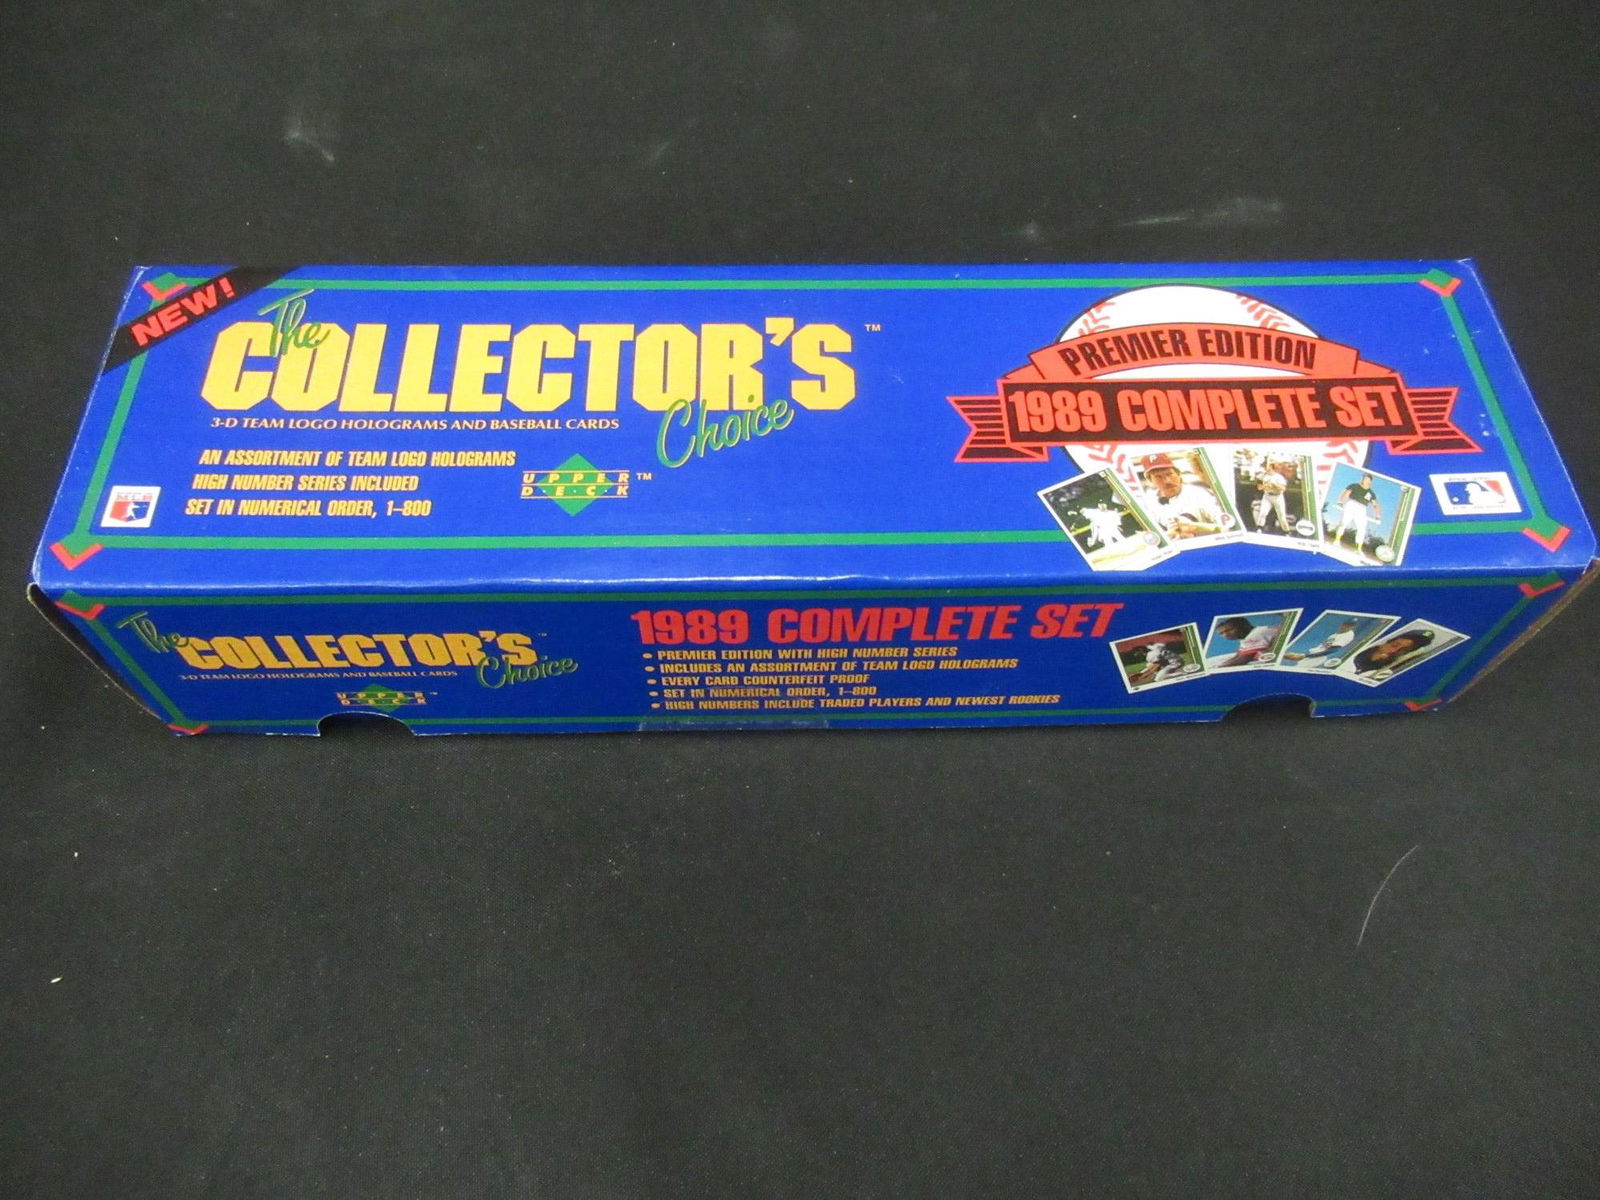 NEW!
The
COLLECTOR'S™
Choice
3-D TEAM LOGO HOLOGRAMS AND BASEBALL CARDS
AN ASSORTMENT OF TEAM LOGO HOLOGRAMS
HIGH NUMBER SERIES INCLUDED
SET IN NUMERICAL ORDER, 1–800
UPPER™
DECK
PREMIER EDITION
1989 COMPLETE SET
The
COLLECTOR'S™
Choice
3-D TEAM LOGO HOLOGRAMS AND BASEBALL CARDS
UPPER™
DECK
1989 COMPLETE SET
• PREMIER EDITION WITH HIGH NUMBER SERIES
• INCLUDES AN ASSORTMENT OF TEAM LOGO HOLOGRAMS
• EVERY CARD COUNTERFEIT PROOF
• SET IN NUMERICAL ORDER, 1–800
• HIGH NUMBERS INCLUDE TRADED PLAYERS AND NEWEST ROOKIES